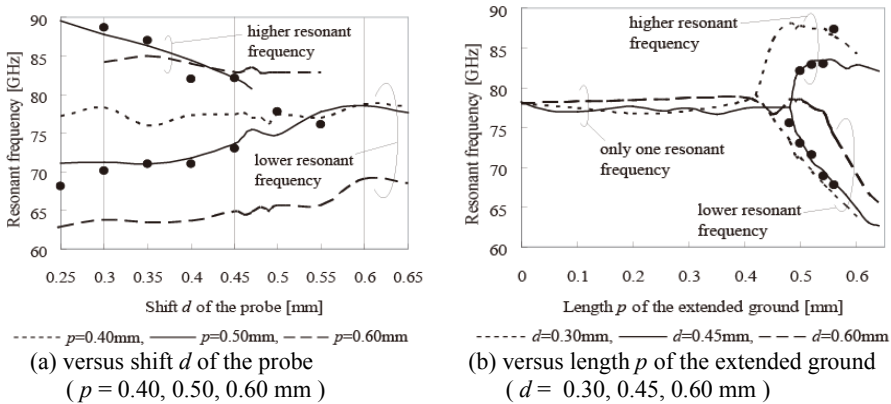 90
85
80
75
70
65
60
Resonant frequency [GHz]
higher resonant
frequency
lower resonant
frequency
0.25 0.3 0.35 0.4 0.45 0.5 0.55 0.6 0.65
Shift d of the probe [mm]
p=0.40mm, p=0.50mm, p=0.60mm
(a) versus shift d of the probe
( p = 0.40, 0.50, 0.60 mm )
90
85
80
75
70
65
60
Resonant frequency [GHz]
higher resonant
frequency
only one resonant
frequency
lower resonant
frequency
0 0.1 0.2 0.3 0.4 0.5 0.6
Length p of the extended ground [mm]
d=0.30mm, d=0.45mm, d=0.60mm
(b) versus length p of the extended ground
( d = 0.30, 0.45, 0.60 mm )